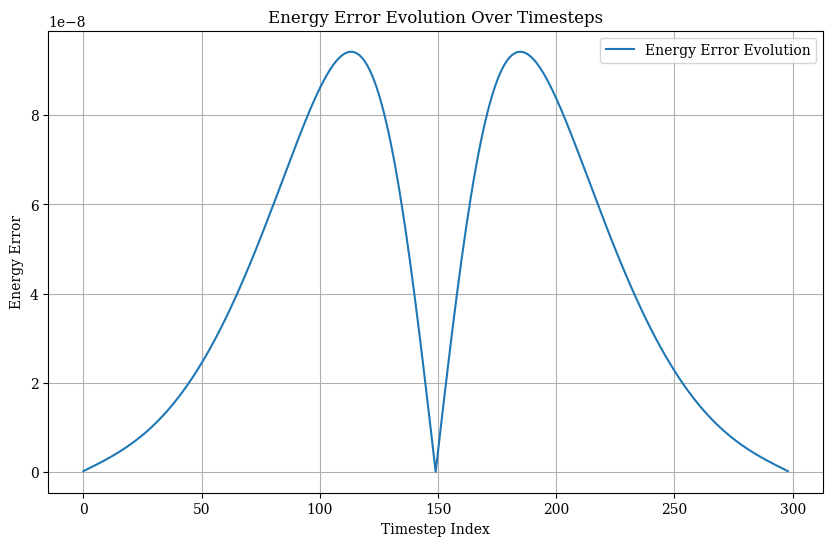 Energy Error Evolution Over Timesteps
1e−8
Energy Error Evolution
8
6
4
2
0
Energy Error
0 50 100 150 200 250 300
Timestep Index